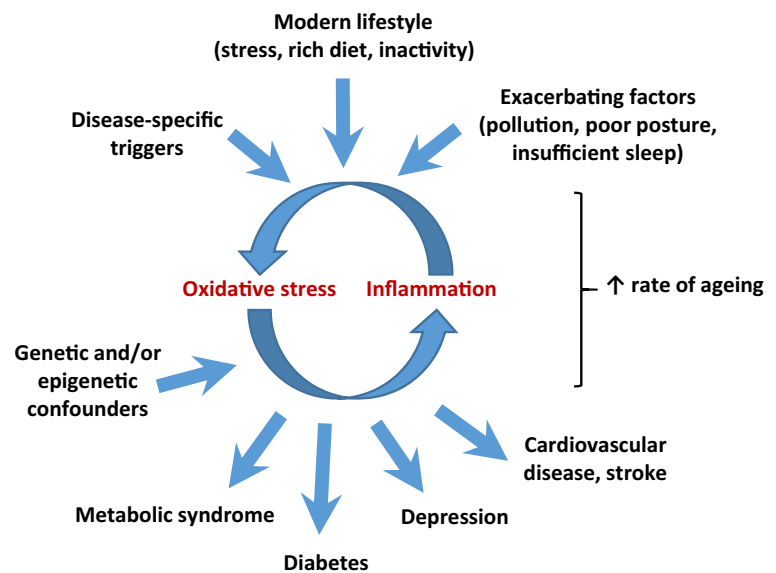 Modern lifestyle
(stress, rich diet, inactivity)
Disease-specific
triggers
Exacerbating factors
(pollution, poor posture,
insufficient sleep)
Oxidative stress
Inflammation
↑ rate of ageing
Genetic and/or
epigenetic
confounders
Cardiovascular
disease, stroke
Metabolic syndrome
Depression
Diabetes